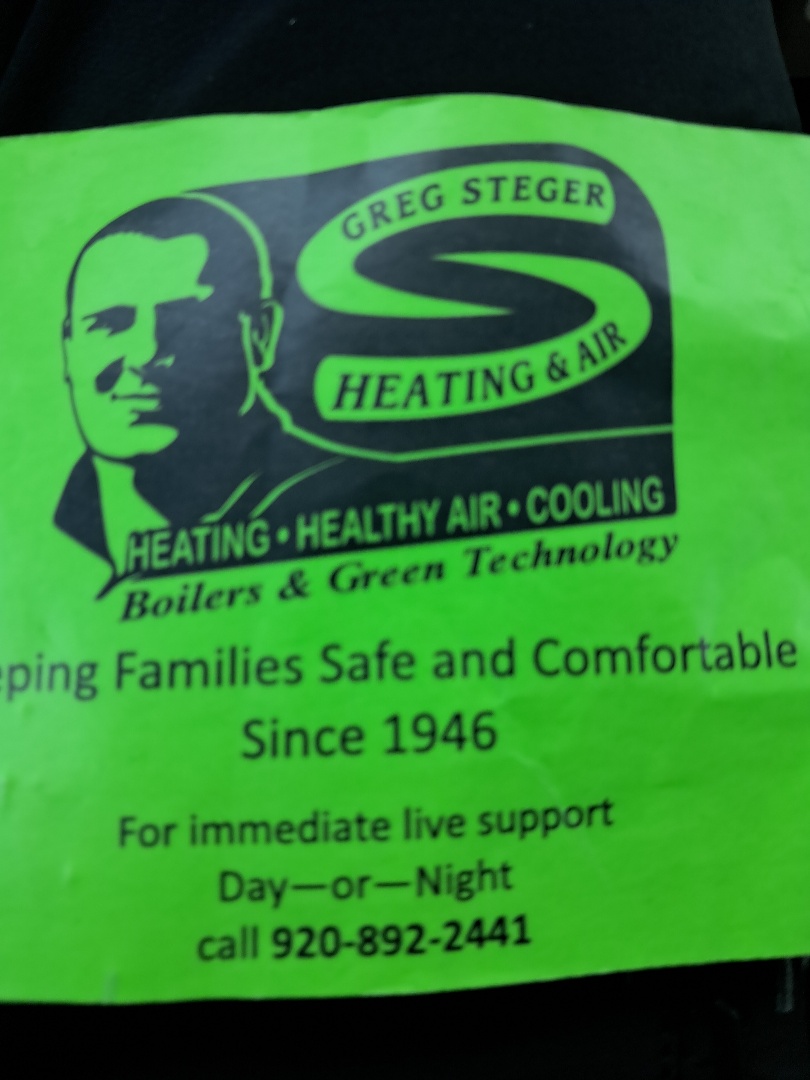 GREG STEGER
HEATING & AIR
HEATING • HEALTHY AIR • COOLING
Boilers & Green Technology
eping Families Safe and Comfortable
Since 1946
For immediate live support
Day—or—Night
call 920-892-2441